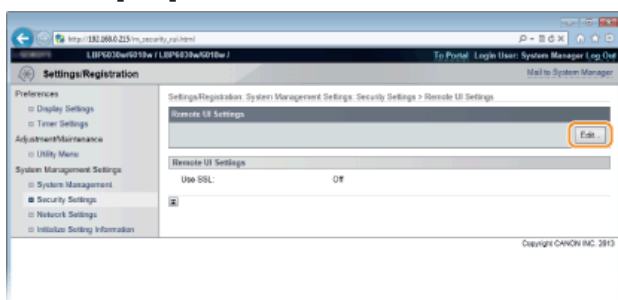 http://192.168.0.215/m_security_rui.html
LBP6030w/6018w / LBP6030w/6018w /
To Portal Login User: System Manager Log Out
Settings/Registration
Mail to System Manager
Preferences
Settings/Registration: System Management Settings: Security Settings > Remote UI Settings
Display Settings
Remote UI Settings
Timer Settings
Edit...
Adjustment/Maintenance
Utility Menu
Remote UI Settings
System Management Settings
Use SSL: Off
System Management
Security Settings
Network Settings
Initialize Setting Information
Copyright CANON INC. 2013